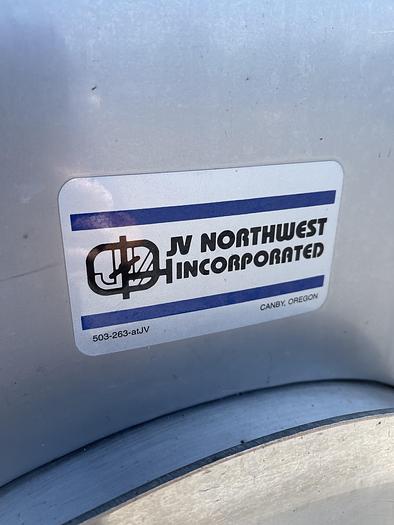 JV NORTHWEST
INCORPORATED
CANBY, OREGON
503-263-atJV